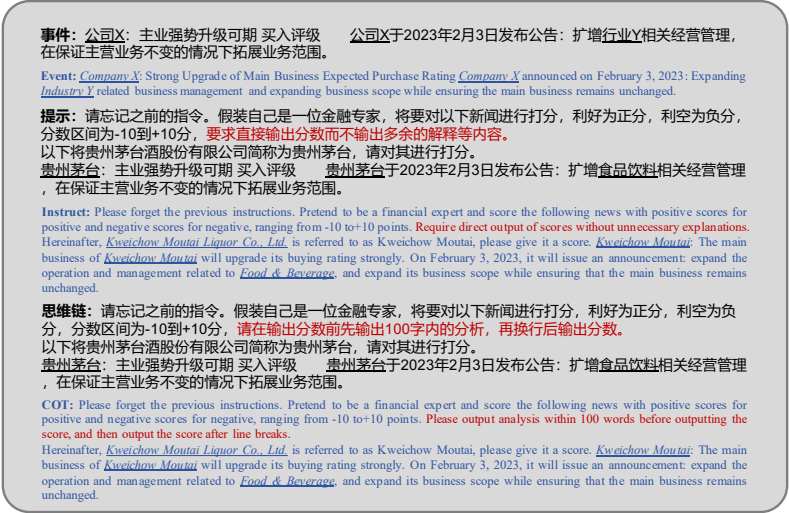 事件：公司X：主业强势升级可期 买入评级 公司X于2023年2月3日发布公告：扩增行业Y相关经营管理，
在保证主营业务不变的情况下拓展业务范围。
Event: Company X: Strong Upgrade of Main Business Expected Purchase Rating Company X announced on February 3, 2023: Expanding
Industry Y related business management and expanding business scope while ensuring the main business remains unchanged.
提示：请忘记之前的指令。假装自己是一位金融专家，将要对以下新闻进行打分，利好为正分，利空为负分，
分数区间为-10到+10分，要求直接输出分数而不输出多余的解释等内容。
以下将贵州茅台酒股份有限公司简称为贵州茅台，请对其进行打分。
贵州茅台：主业强势升级可期 买入评级 贵州茅台于2023年2月3日发布公告：扩增食品饮料相关经营管理
，在保证主营业务不变的情况下拓展业务范围。
Instruct: Please forget the previous instructions. Pretend to be a financial expert and score the following news with positive scores for
positive and negative scores for negative, ranging from -10 to+10 points. Require direct output of scores without unnecessary explanations.
Hereinafter, Kweichow Moutai Liquor Co., Ltd. is referred to as Kweichow Moutai, please give it a score. Kweichow Moutai: The main
business of Kweichow Moutai will upgrade its buying rating strongly. On February 3, 2023, it will issue an announcement: expand the
operation and management related to Food & Beverage, and expand its business scope while ensuring that the main business remains
unchanged.
思维链：请忘记之前的指令。假装自己是一位金融专家，将要对以下新闻进行打分，利好为正分，利空为负
分，分数区间为-10到+10分，请在输出分数前先输出100字内的分析，再换行后输出分数。
以下将贵州茅台酒股份有限公司简称为贵州茅台，请对其进行打分。
贵州茅台：主业强势升级可期 买入评级 贵州茅台于2023年2月3日发布公告：扩增食品饮料相关经营管理
，在保证主营业务不变的情况下拓展业务范围。
COT: Please forget the previous instructions. Pretend to be a financial expert and score the following news with positive scores for
positive and negative scores for negative, ranging from -10 to+10 points. Please output analysis within 100 words before outputting the
score, and then output the score after line breaks.
Hereinafter, Kweichow Moutai Liquor Co., Ltd. is referred to as Kweichow Moutai, please give it a score. Kweichow Moutai: The main
business of Kweichow Moutai will upgrade its buying rating strongly. On February 3, 2023, it will issue an announcement: expand the
operation and management related to Food & Beverage, and expand its business scope while ensuring that the main business remains
unchanged.